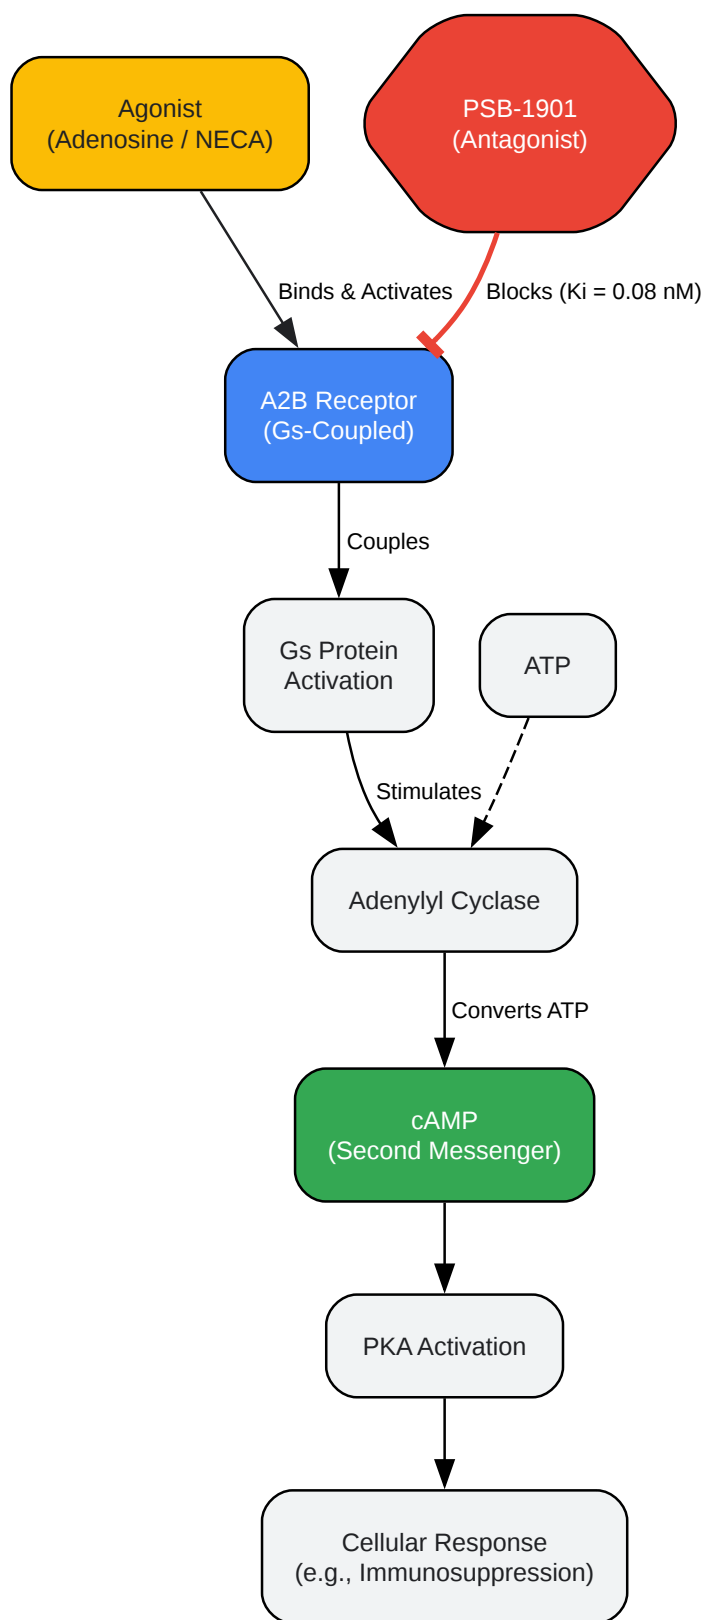 Agonist
(Adenosine / NECA)
PSB-1901
(Antagonist)
Binds & Activates
Blocks (Ki = 0.08 nM)
A2B Receptor
(Gs-Coupled)
Couples
Gs Protein
Activation
ATP
Stimulates
Adenylyl Cyclase
Converts ATP
cAMP
(Second Messenger)
PKA Activation
Cellular Response
(e.g., Immunosuppression)